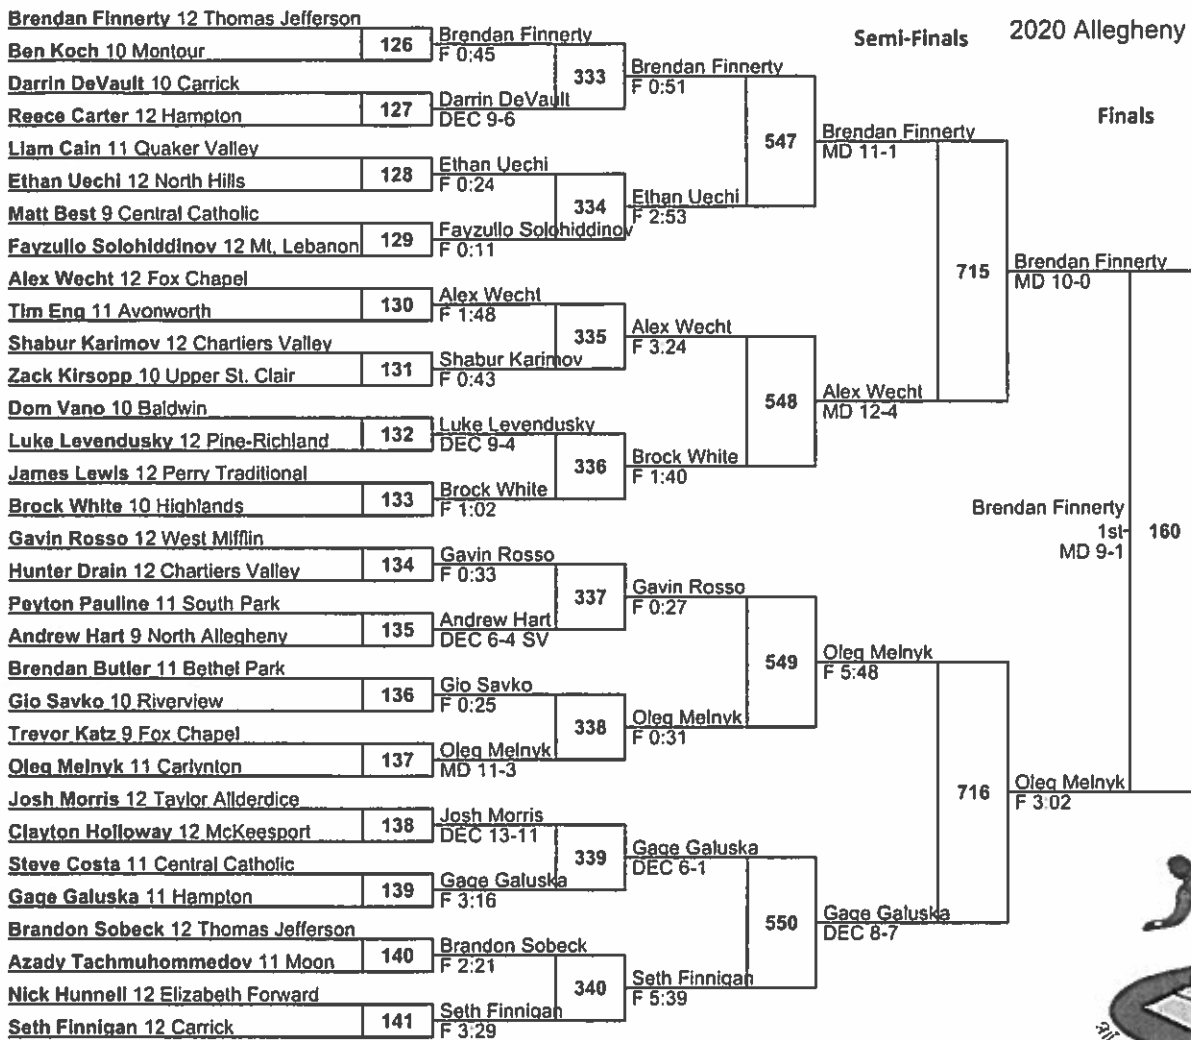 2020 Allegheny
Semi-Finals
Finals
Brendan Finnerty 12 Thomas Jefferson
126
Ben Koch 10 Montour
Brendan Finnerty
F 0:45
333
Darrin DeVault 10 Carrick
127
Reece Carter 12 Hampton
Darrin DeVault
DEC 9-6
Brendan Finnerty
F 0:51
547
Liam Cain 11 Quaker Valley
128
Ethan Uechi 12 North Hills
Ethan Uechi
F 0:24
334
Matt Best 9 Central Catholic
129
Fayzullo Solohiddinov 12 Mt. Lebanon
Fayzullo Solohiddinov
F 0:11
Ethan Uechi
F 2:53
Brendan Finnerty
MD 11-1
715
Alex Wecht 12 Fox Chapel
130
Tim Eng 11 Avonworth
Alex Wecht
F 1:48
335
Shabur Karimov 12 Chartiers Valley
131
Zack Kirsopp 10 Upper St. Clair
Shabur Karimov
F 0:43
Alex Wecht
F 3.24
548
Dom Vano 10 Baldwin
132
Luke Levendusky 12 Pine-Richland
Luke Levendusky
DEC 9-4
336
James Lewis 12 Perry Traditional
133
Brock White 10 Highlands
Brock White
F 1:02
Brock White
F 1:40
Alex Wecht
MD 12-4
Brendan Finnerty
MD 10-0
Brendan Finnerty
1st
MD 9-1
160
Gavin Rosso 12 West Mifflin
134
Hunter Drain 12 Chartiers Valley
Gavin Rosso
F 0:33
337
Peyton Pauline 11 South Park
135
Andrew Hart 9 North Allegheny
Andrew Hart
DEC 6-4 SV
Gavin Rosso
F 0:27
549
Brendan Butler 11 Bethel Park
136
Gio Savko 10 Riverview
Gio Savko
F 0:25
338
Trevor Katz 9 Fox Chapel
137
Oleg Melnyk 11 Carlynton
Oleg Melnyk
MD 11-3
Oleg Melnyk
F 0:31
Oleg Melnyk
F 5:48
716
Josh Morris 12 Taylor Allderdice
138
Clayton Holloway 12 McKeesport
Josh Morris
DEC 13-11
339
Steve Costa 11 Central Catholic
139
Gage Galuska 11 Hampton
Gage Galuska
F 3:16
Gage Galuska
DEC 6-1
550
Brandon Sobeck 12 Thomas Jefferson
140
Azady Tachmuhommedov 11 Moon
Brandon Sobeck
F 2:21
340
Nick Hunnell 12 Elizabeth Forward
141
Seth Finnigan 12 Carrick
Seth Finnigan
F 3:29
Seth Finnigan
F 5:39
Gage Galuska
DEC 8-7
Oleg Melnyk
F 3:02